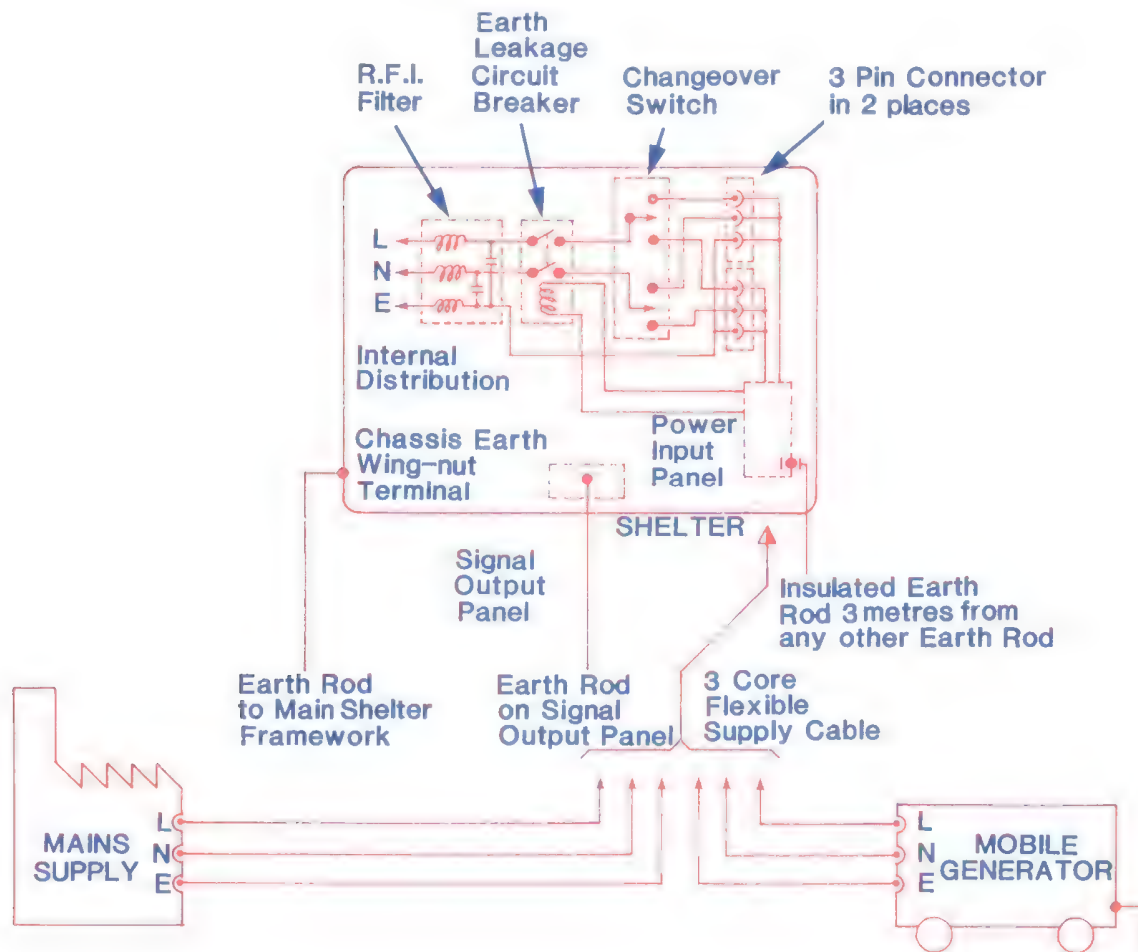 Earth
Leakage
Circuit
Breaker
R.F.I.
Filter
Changeover
Switch
3 Pin Connector
in 2 places
L
N
E
Internal
Distribution
Chassis Earth
Wing-nut
Terminal
Power
Input
Panel
SHELTER
Signal
Output
Panel
Insulated Earth
Rod 3 metres from
any other Earth Rod
Earth Rod
to Main Shelter
Framework
Earth Rod
on Signal
Output Panel
3 Core
Flexible
Supply Cable
MAINS
SUPPLY
L
N
E
L
N
E
MOBILE
GENERATOR